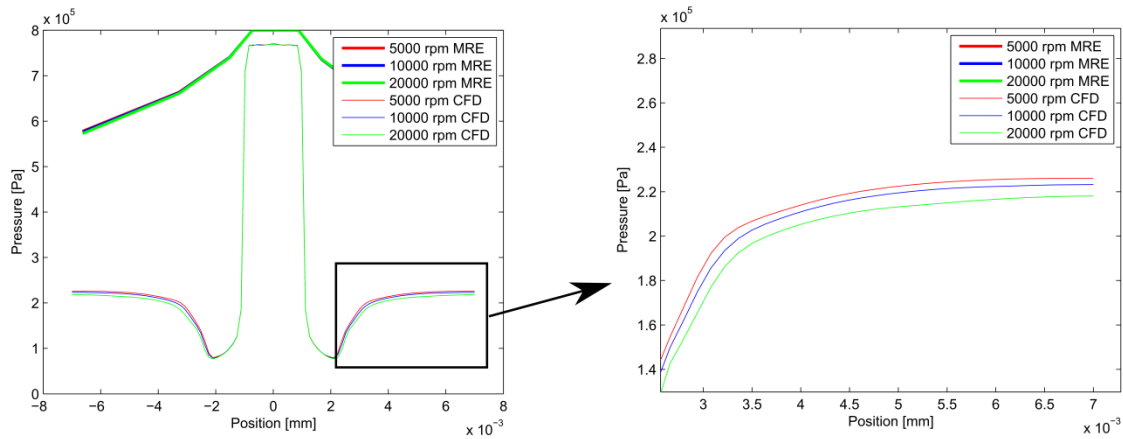 x 10⁵
8
7
6
5
4
3
2
1
0
Pressure [Pa]
5000 rpm MRE
10000 rpm MRE
20000 rpm MRE
5000 rpm CFD
10000 rpm CFD
20000 rpm CFD
−8 −6 −4 −2 0 2 4 6 8
Position [mm]
x 10⁻³
x 10⁵
2.8
2.6
2.4
2.2
2
1.8
1.6
1.4
Pressure [Pa]
5000 rpm MRE
10000 rpm MRE
20000 rpm MRE
5000 rpm CFD
10000 rpm CFD
20000 rpm CFD
3 3.5 4 4.5 5 5.5 6 6.5 7
Position [mm]
x 10⁻³